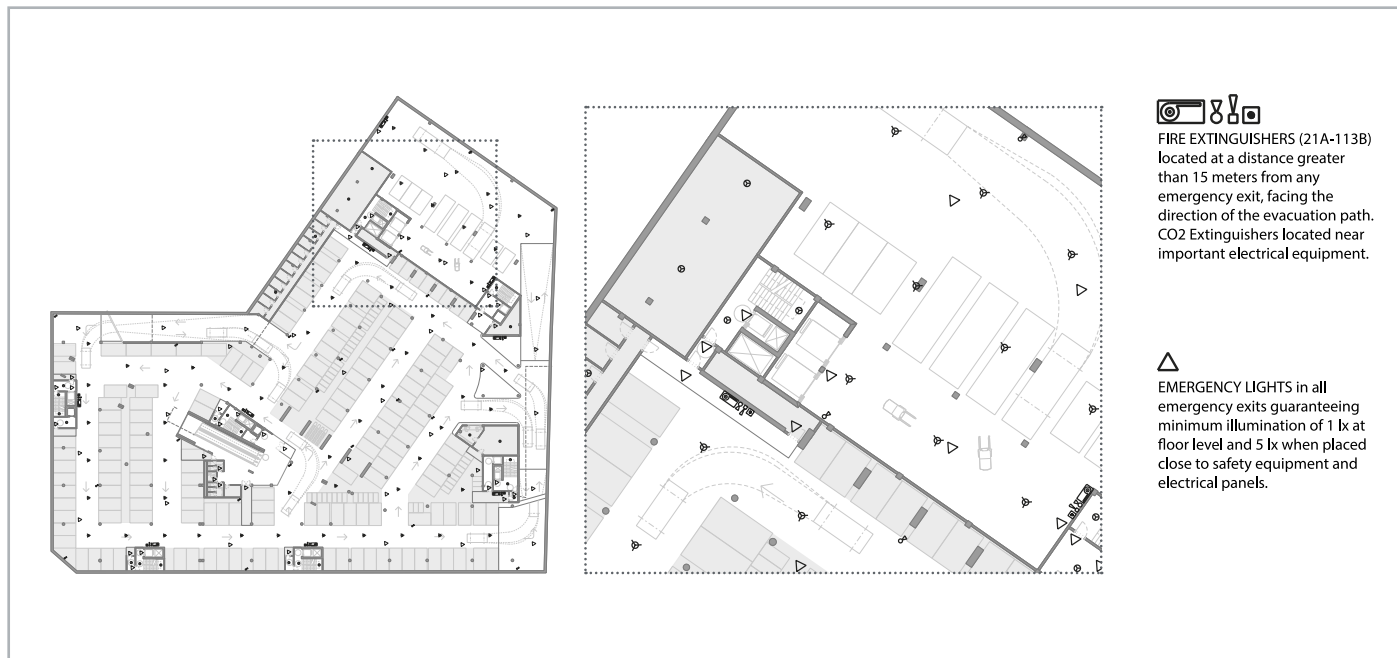 FIRE EXTINGUISHERS (21A-113B)
located at a distance greater
than 15 meters from any
emergency exit, facing the
direction of the evacuation path.
CO2 Extinguishers located near
important electrical equipment.
EMERGENCY LIGHTS in all
emergency exits guaranteeing
minimum illumination of 1 lx at
floor level and 5 lx when placed
close to safety equipment and
electrical panels.